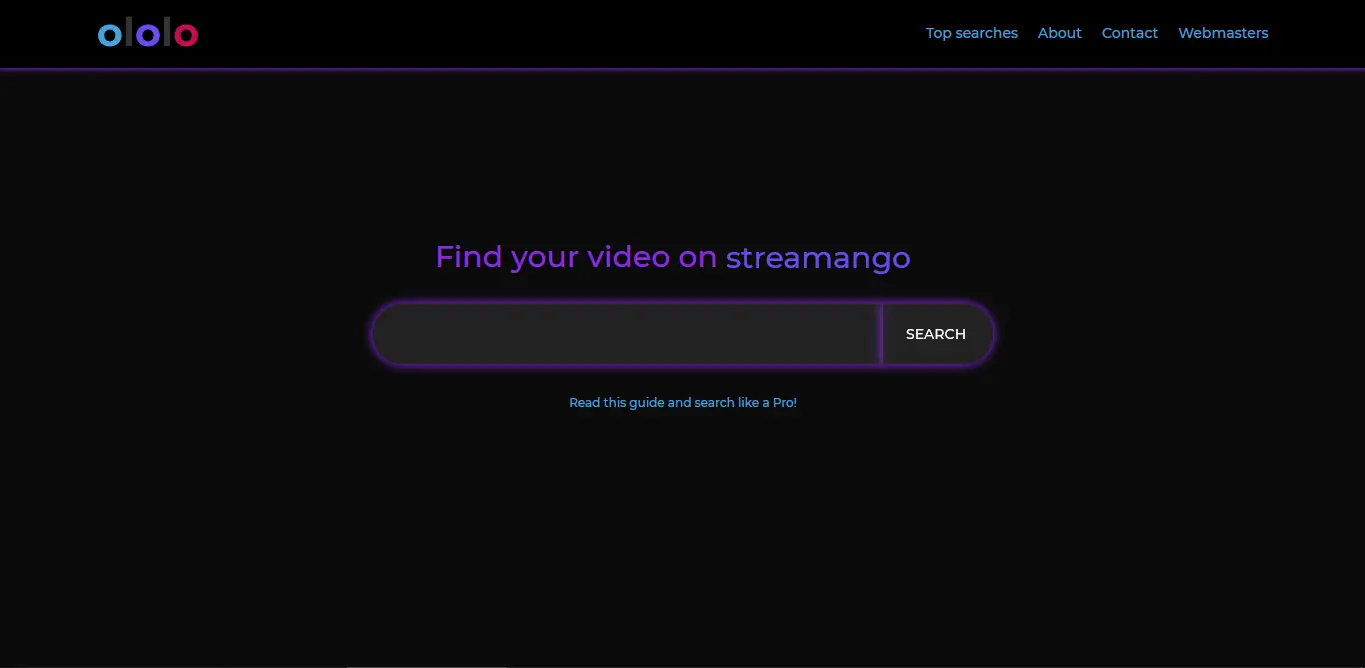 ololo
Top searches About Contact Webmasters
Find your video on streamango
SEARCH
Read this guide and search like a Pro!